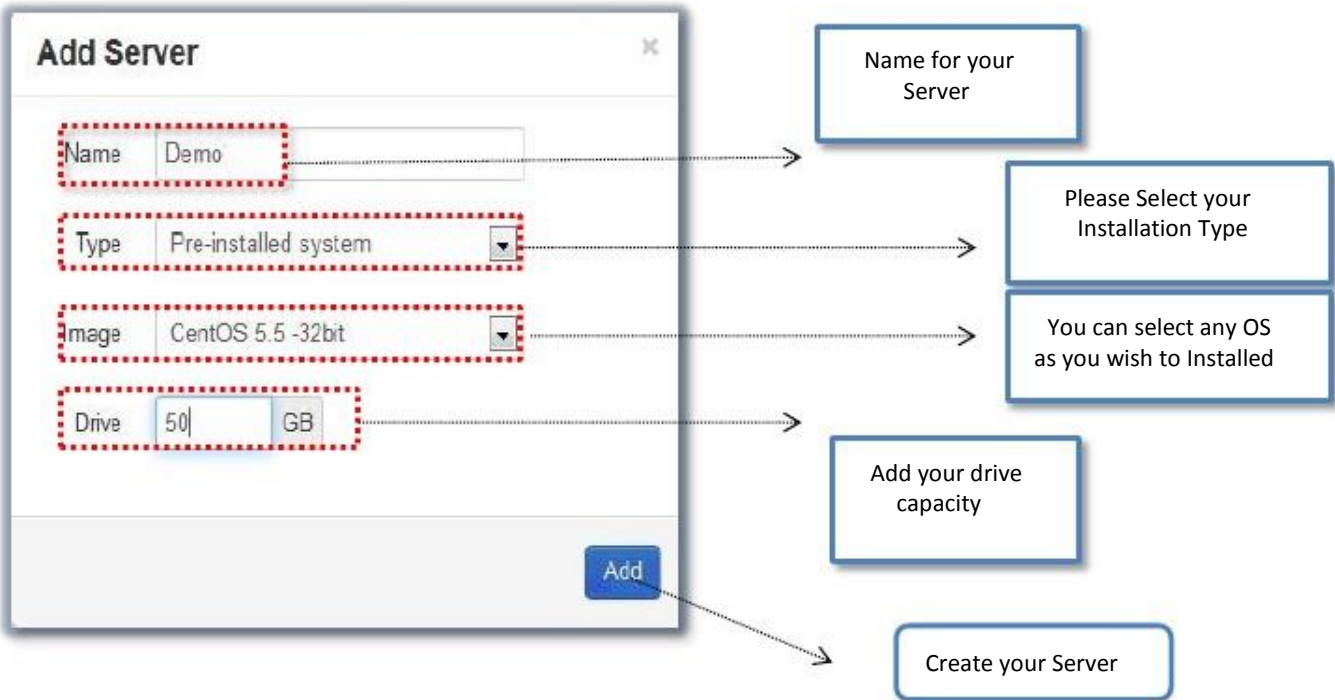 Add Server
×
Name Demo
Type Pre-installed system
Image CentOS 5.5 -32bit
Drive 50 GB
Add
Name for your
Server
Please Select your
Installation Type
You can select any OS
as you wish to Installed
Add your drive
capacity
Create your Server